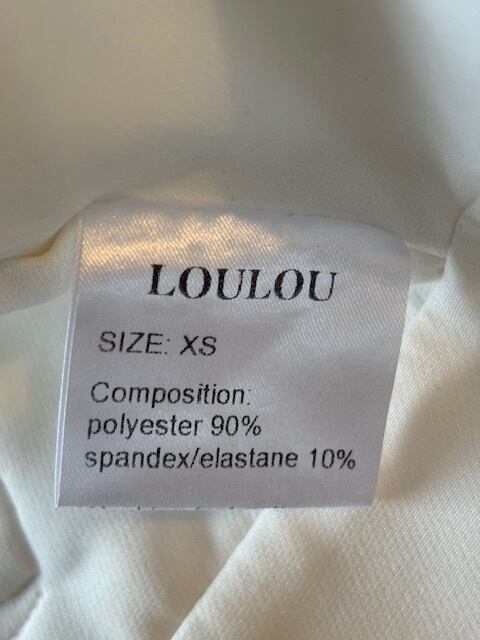 LOULOU
SIZE: XS
Composition:
polyester 90%
spandex/elastane 10%